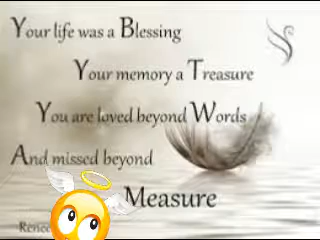 Your life was a Blessing
Your memory a Treasure
You are loved beyond Words
And missed beyond
Measure